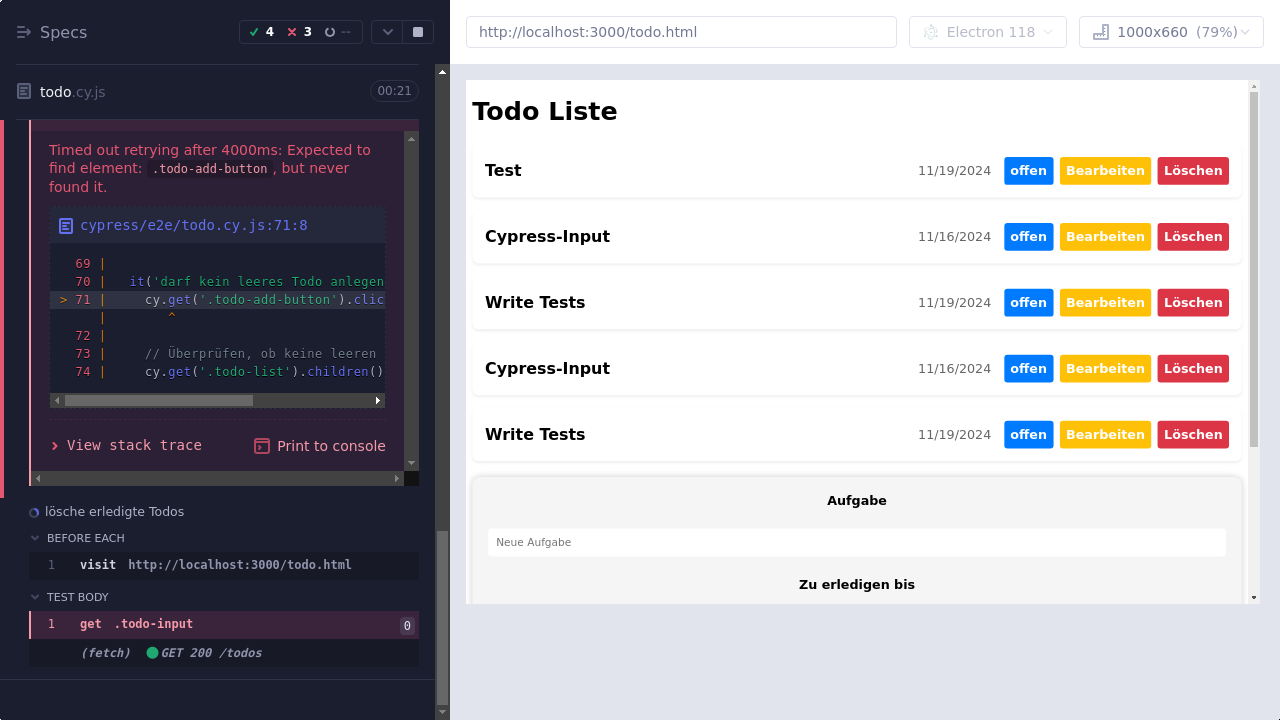 Specs
4
3
--
todo.cy.js
00:21
Timed out retrying after 4000ms: Expected to
find element: .todo-add-button, but never
found it.
cypress/e2e/todo.cy.js:71:8
69 |
70 | it('darf kein leeres Todo anlegen
> 71 | cy.get('.todo-add-button').clic
| ^
72 |
73 | // Überprüfen, ob keine leeren
74 | cy.get('.todo-list').children()
View stack trace
Print to console
lösche erledigte Todos
BEFORE EACH
1 visit http://localhost:3000/todo.html
TEST BODY
1 get .todo-input 0
(fetch) GET 200 /todos
http://localhost:3000/todo.html
Electron 118
1000x660 (79%)
Todo Liste
Test 11/19/2024 offen Bearbeiten Löschen
Cypress-Input 11/16/2024 offen Bearbeiten Löschen
Write Tests 11/19/2024 offen Bearbeiten Löschen
Cypress-Input 11/16/2024 offen Bearbeiten Löschen
Write Tests 11/19/2024 offen Bearbeiten Löschen
Aufgabe
Neue Aufgabe
Zu erledigen bis